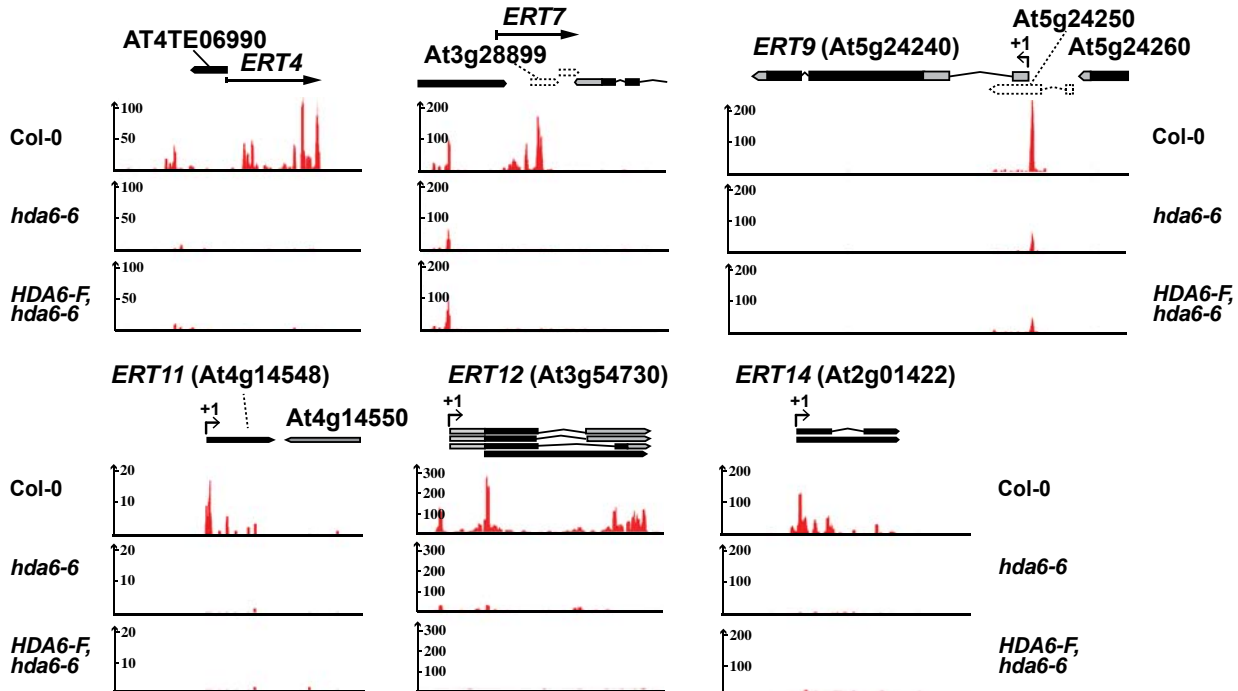 AT4TE06990
ERT4
ERT7
At3g28899
ERT9 (At5g24240)
At5g24250
+1
At5g24260
Col-0
100
50
200
100
200
100
Col-0
hda6-6
100
50
200
100
200
100
hda6-6
HDA6-F,
hda6-6
100
50
200
100
200
100
HDA6-F,
hda6-6
ERT11 (At4g14548)
+1
At4g14550
ERT12 (At3g54730)
+1
ERT14 (At2g01422)
+1
Col-0
20
10
300
200
100
200
100
Col-0
hda6-6
20
10
300
200
100
200
100
hda6-6
HDA6-F,
hda6-6
20
10
300
200
100
200
100
HDA6-F,
hda6-6